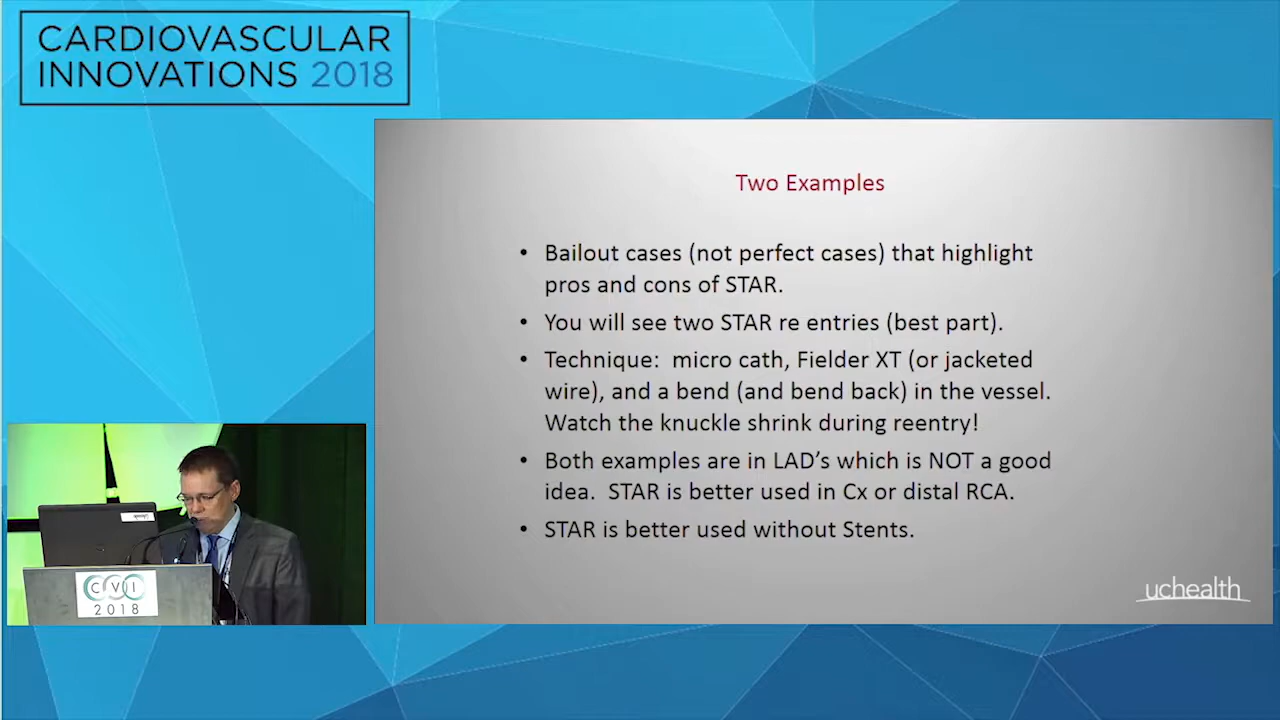 CARDIOVASCULAR
INNOVATIONS 2018
Two Examples
• Bailout cases (not perfect cases) that highlight
pros and cons of STAR.
• You will see two STAR re entries (best part).
• Technique:  micro cath, Fielder XT (or jacketed
wire), and a bend (and bend back) in the vessel.
Watch the knuckle shrink during reentry!
• Both examples are in LAD's which is NOT a good
idea.  STAR is better used in Cx or distal RCA.
• STAR is better used without Stents.
uchealth
CVI
2018